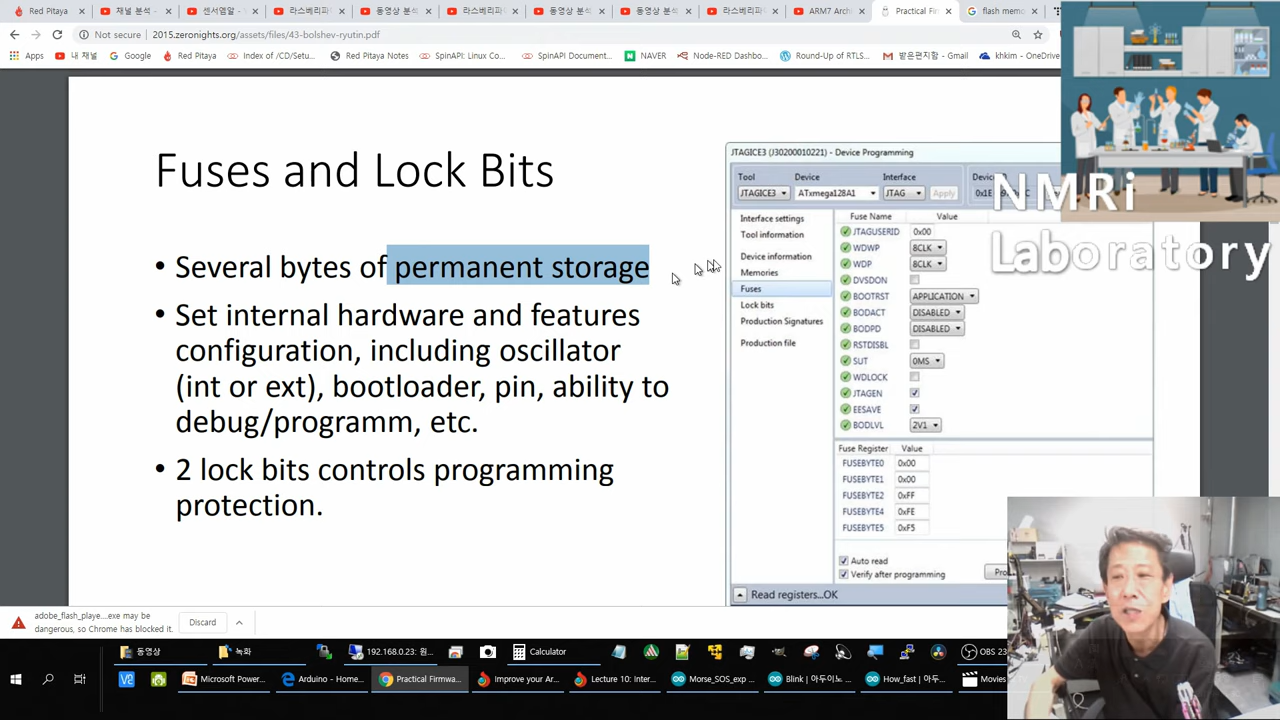 Red Pitaya
채널 분석 -
센서엠알 -
라즈베리파
동영상 분석
라즈베리파
동영상 분석
동영상 분석
라즈베리파
ARM7 Archi
Practical Fir
flash memo
Not secure
2015.zeronights.org/assets/files/43-bolshev-ryutin.pdf
Apps
내 채널
Google
Red Pitaya
Index of /CD/Setu...
Red Pitaya Notes
SpinAPI: Linux Co...
SpinAPI Document...
NAVER
Node-RED Dashbo...
Round-Up of RTLS...
받은편지함 - Gmail
khkim - OneDrive
NMRi
Laboratory
Fuses and Lock Bits
• Several bytes of permanent storage
• Set internal hardware and features
configuration, including oscillator
(int or ext), bootloader, pin, ability to
debug/programm, etc.
• 2 lock bits controls programming
protection.
JTAGICE3 (J30200010221) - Device Programming
Tool
Device
Interface
JTAGICE3
ATxmega128A1
JTAG
Apply
Interface settings
Tool information
Device information
Memories
Fuses
Lock bits
Production Signatures
Production file
Fuse Name Value
JTAGUSERID 0x00
WDWP 8CLK
WDP 8CLK
DVSDON
BOOTRST APPLICATION
BODACT DISABLED
BODPD DISABLED
RSTDISBL
SUT 0MS
WDLOCK
JTAGEN
EESAVE
BODLVL 2V1
Fuse Register Value
FUSEBYTE0 0x00
FUSEBYTE1 0x00
FUSEBYTE2 0xFF
FUSEBYTE4 0xFE
FUSEBYTE5 0xF5
Auto read
Verify after programming
Read registers...OK
adobe_flash_playe....exe may be
dangerous, so Chrome has blocked it.
Discard
동영상
녹화
192.168.0.23: 원...
Calculator
OBS 23
Microsoft Power...
Arduino - Home...
Practical Firmwa...
Improve your Ar...
Lecture 10: Inter...
Morse_SOS_exp ...
Blink | 아두이노 ...
How_fast | 아두...
Movies